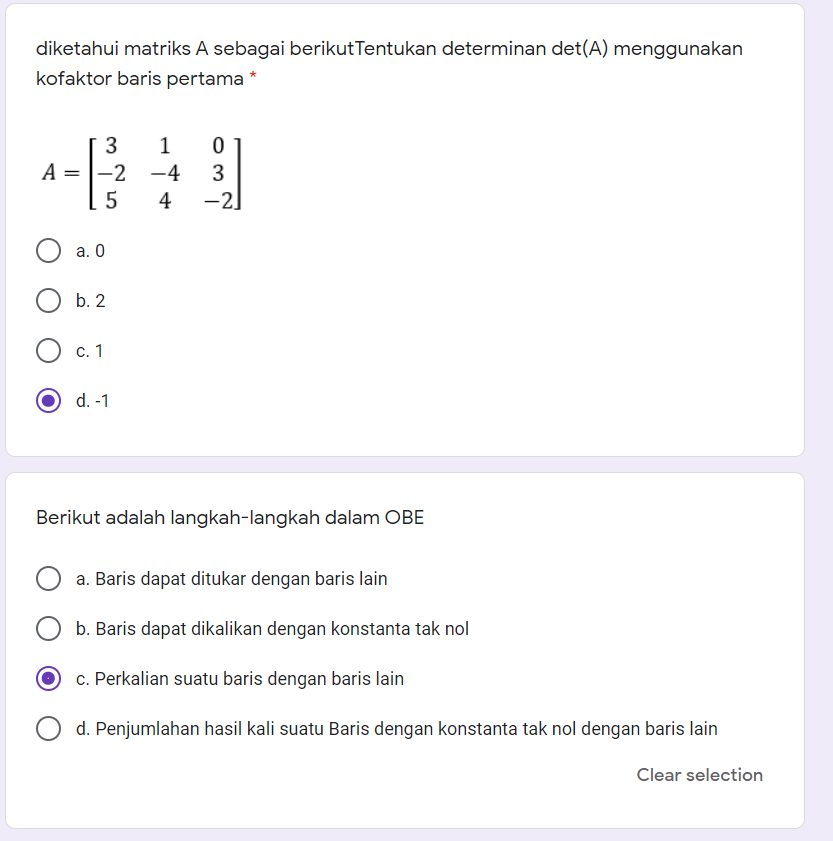 diketahui matriks A sebagai berikutTentukan determinan det(A) menggunakan
kofaktor baris pertama *
A = [ 3 1 0
−2 −4 3
5 4 −2 ]
a. 0
b. 2
c. 1
d. -1
Berikut adalah langkah-langkah dalam OBE
a. Baris dapat ditukar dengan baris lain
b. Baris dapat dikalikan dengan konstanta tak nol
c. Perkalian suatu baris dengan baris lain
d. Penjumlahan hasil kali suatu Baris dengan konstanta tak nol dengan baris lain
Clear selection